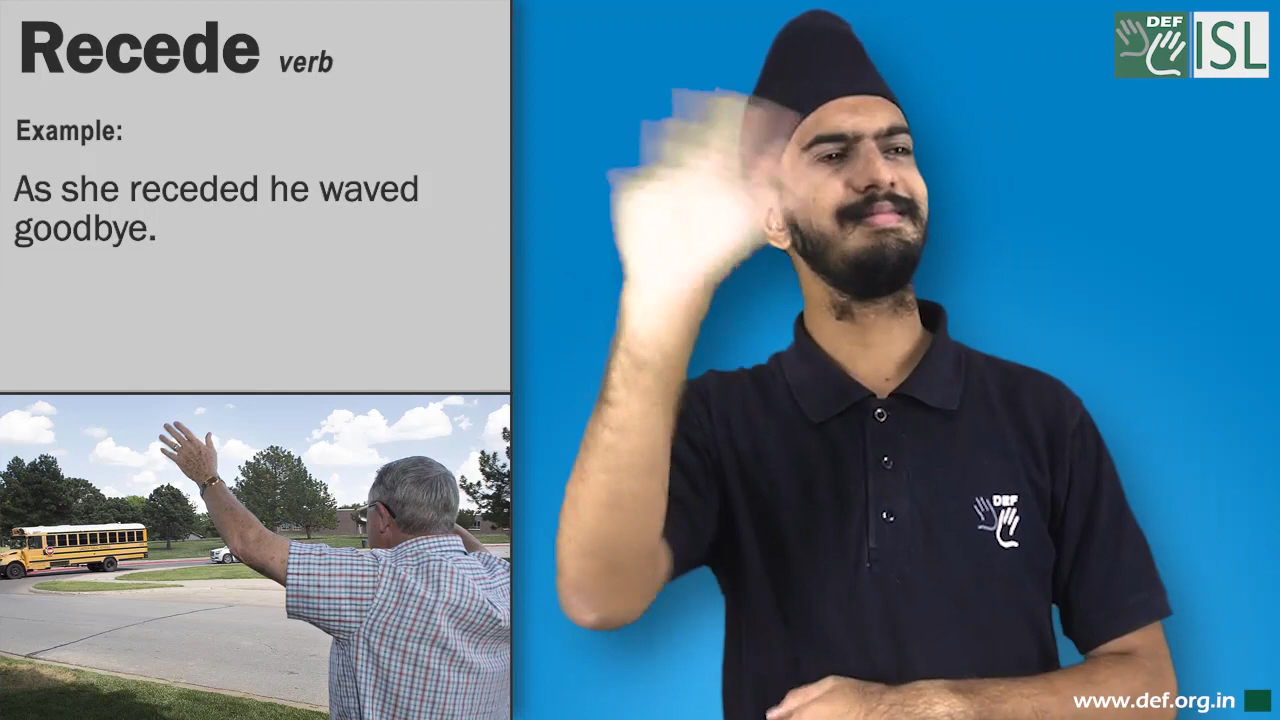 Recede verb
Example:
As she receded he waved
goodbye.
DEF
ISL
DEF
www.def.org.in